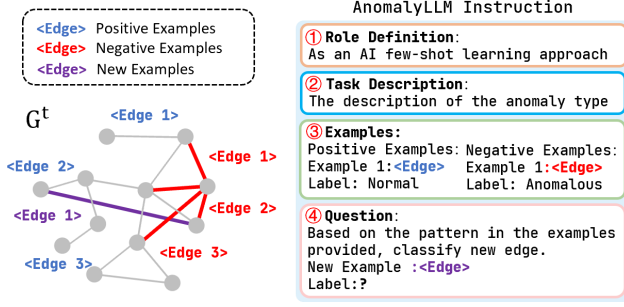 <Edge> Positive Examples
<Edge> Negative Examples
<Edge> New Examples
Gt
<Edge 1>
<Edge 1>
<Edge 2>
<Edge 1>
<Edge 2>
<Edge 3>
<Edge 3>
AnomalyLLM Instruction
① Role Definition:
As an AI few-shot learning approach
② Task Description:
The description of the anomaly type
③ Examples:
Positive Examples: Negative Examples:
Example 1:<Edge> Example 1:<Edge>
Label: Normal Label: Anomalous
④ Question:
Based on the pattern in the examples
provided, classify new edge.
New Example :<Edge>
Label:?